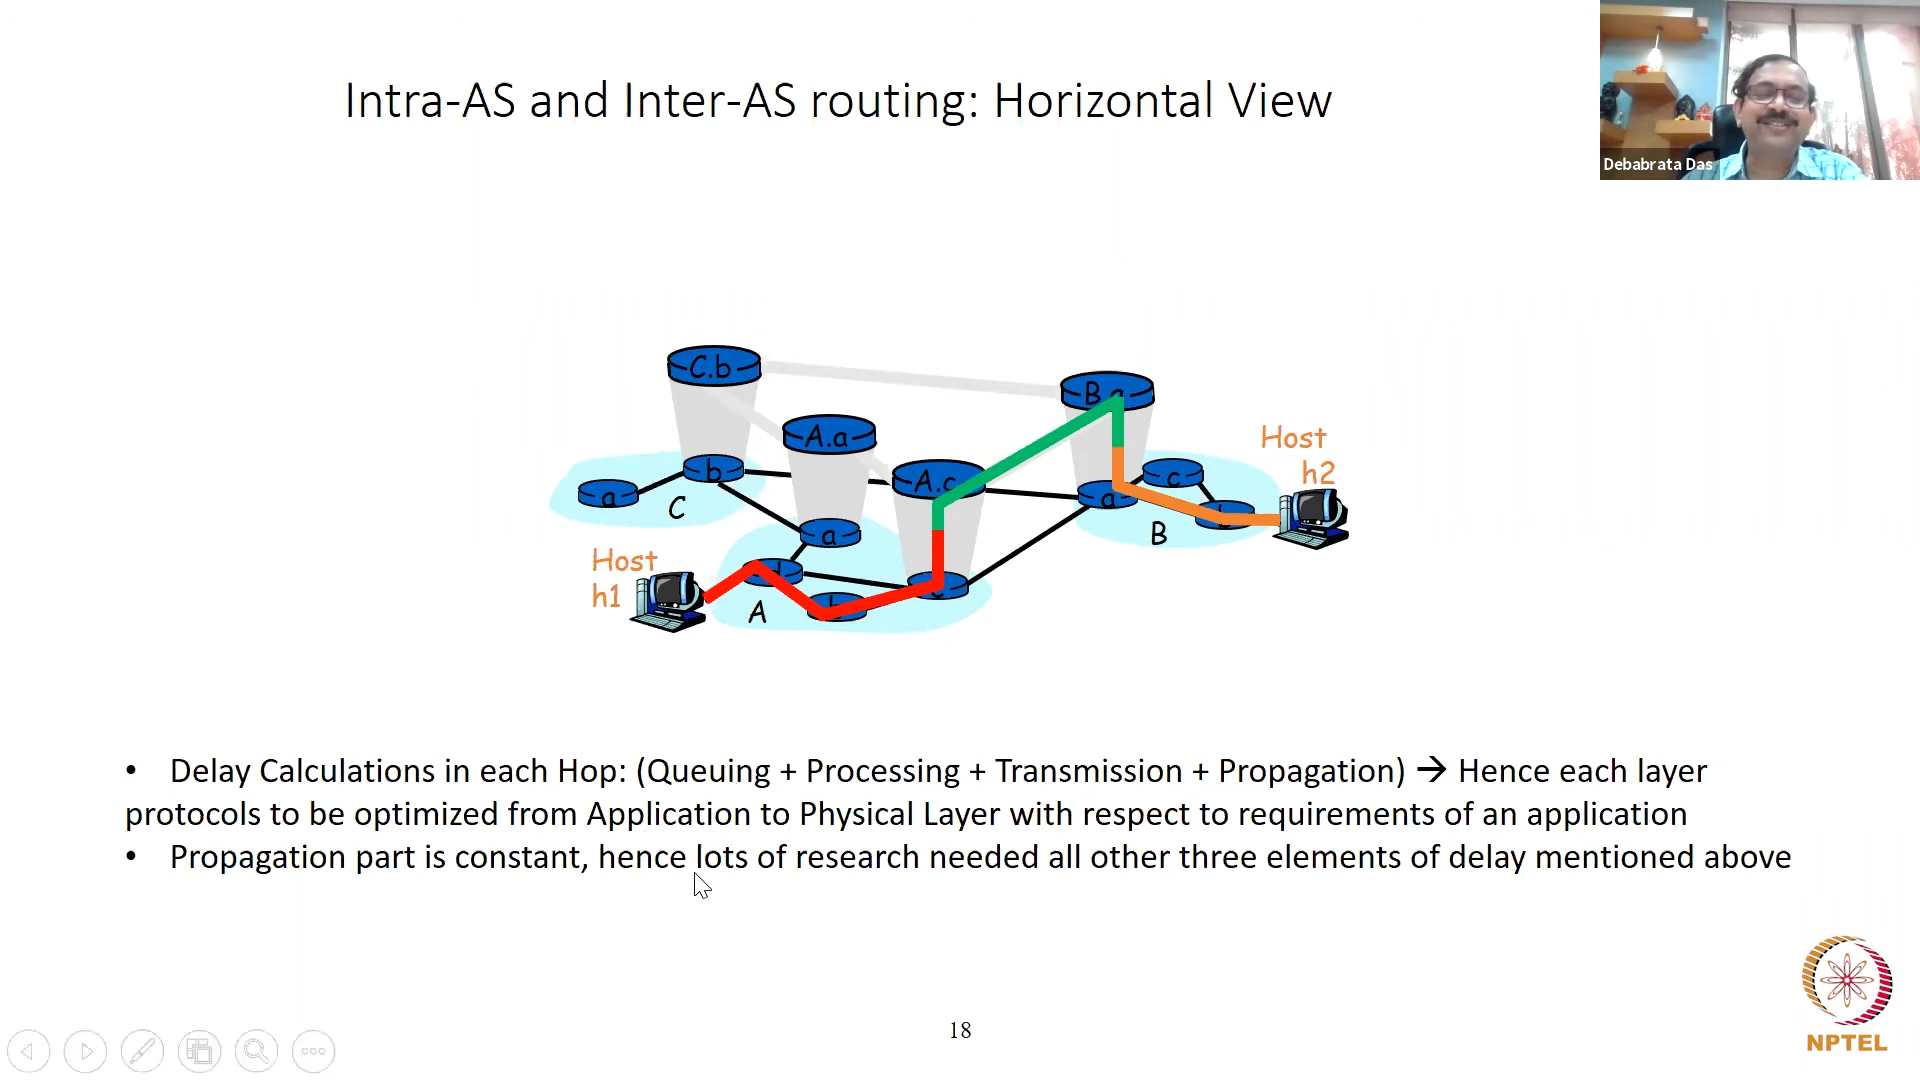 Intra-AS and Inter-AS routing: Horizontal View
Debabrata Das
C.b
B.a
A.a
A.c
Host
h2
b
a
C
a
c
a
B
Host
h1
A
c
• Delay Calculations in each Hop: (Queuing + Processing + Transmission + Propagation) → Hence each layer
protocols to be optimized from Application to Physical Layer with respect to requirements of an application
• Propagation part is constant, hence lots of research needed all other three elements of delay mentioned above
18
NPTEL